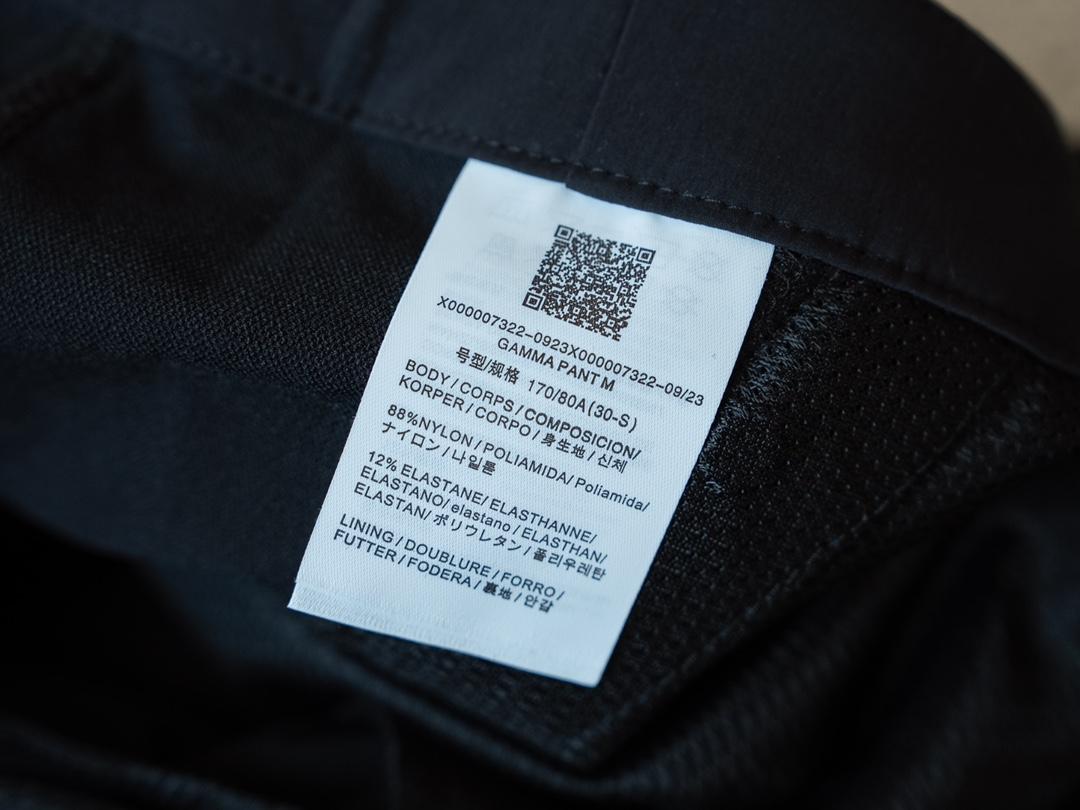 X000007322-0923X000007322-09/23
GAMMA PANT M
号型/规格 170/80A(30-S)
BODY/CORPS/COMPOSICION/
KORPER/CORPO/身生地/신체
88%NYLON/POLIAMIDA/Poliamida/
ナイロン/나일론
12% ELASTANE/ELASTHANNE/
ELASTANO/elastano/ELASTHAN/
ELASTAN/ポリウレタン/폴리우레탄
LINING/DOUBLURE/FORRO/
FUTTER/FODERA/裏地/안감